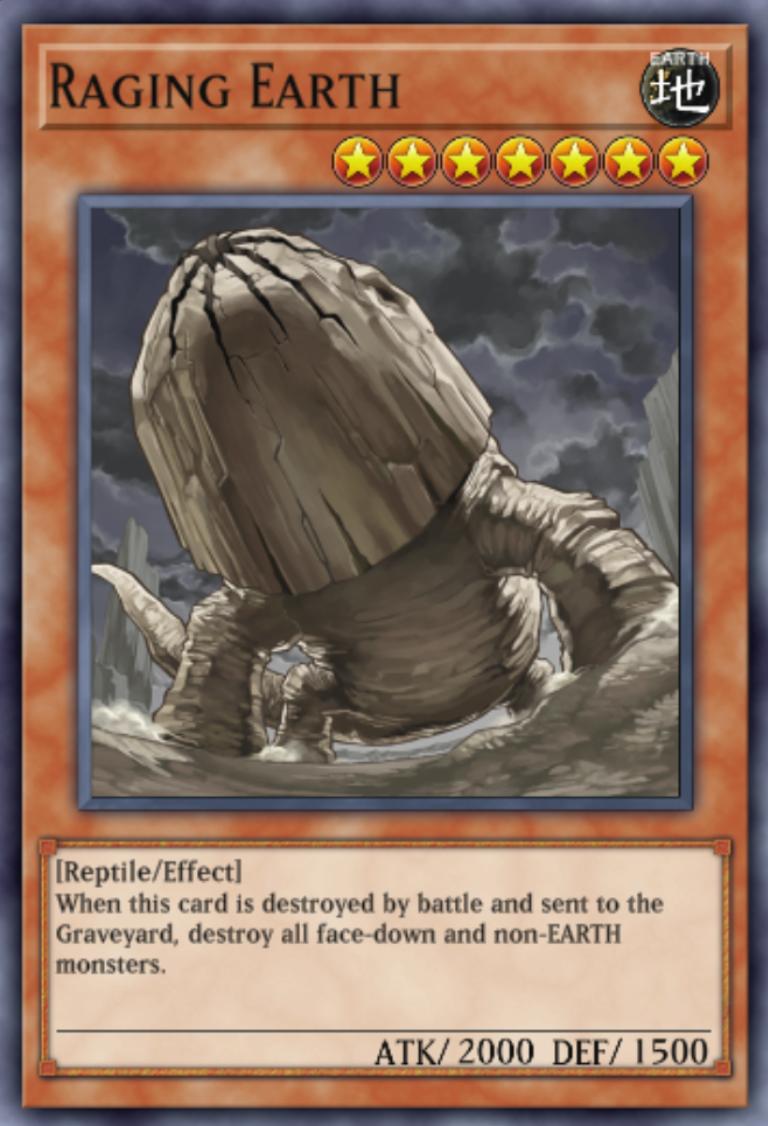 RAGING EARTH
EARTH
地
[Reptile/Effect]
When this card is destroyed by battle and sent to the
Graveyard, destroy all face-down and non-EARTH
monsters.
ATK/ 2000 DEF/ 1500